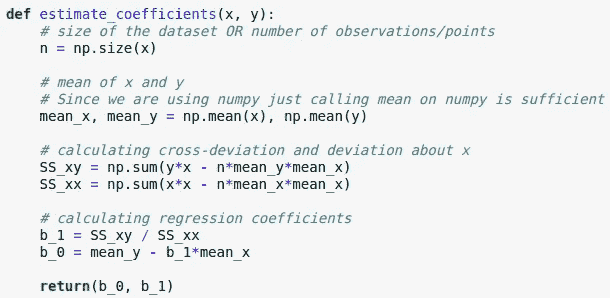 def estimate_coefficients(x, y):
    # size of the dataset OR number of observations/points
    n = np.size(x)
    # mean of x and y
    # Since we are using numpy just calling mean on numpy is sufficient
    mean_x, mean_y = np.mean(x), np.mean(y)
    # calculating cross-deviation and deviation about x
    SS_xy = np.sum(y*x - n*mean_y*mean_x)
    SS_xx = np.sum(x*x - n*mean_x*mean_x)
    # calculating regression coefficients
    b_1 = SS_xy / SS_xx
    b_0 = mean_y - b_1*mean_x
    return(b_0, b_1)